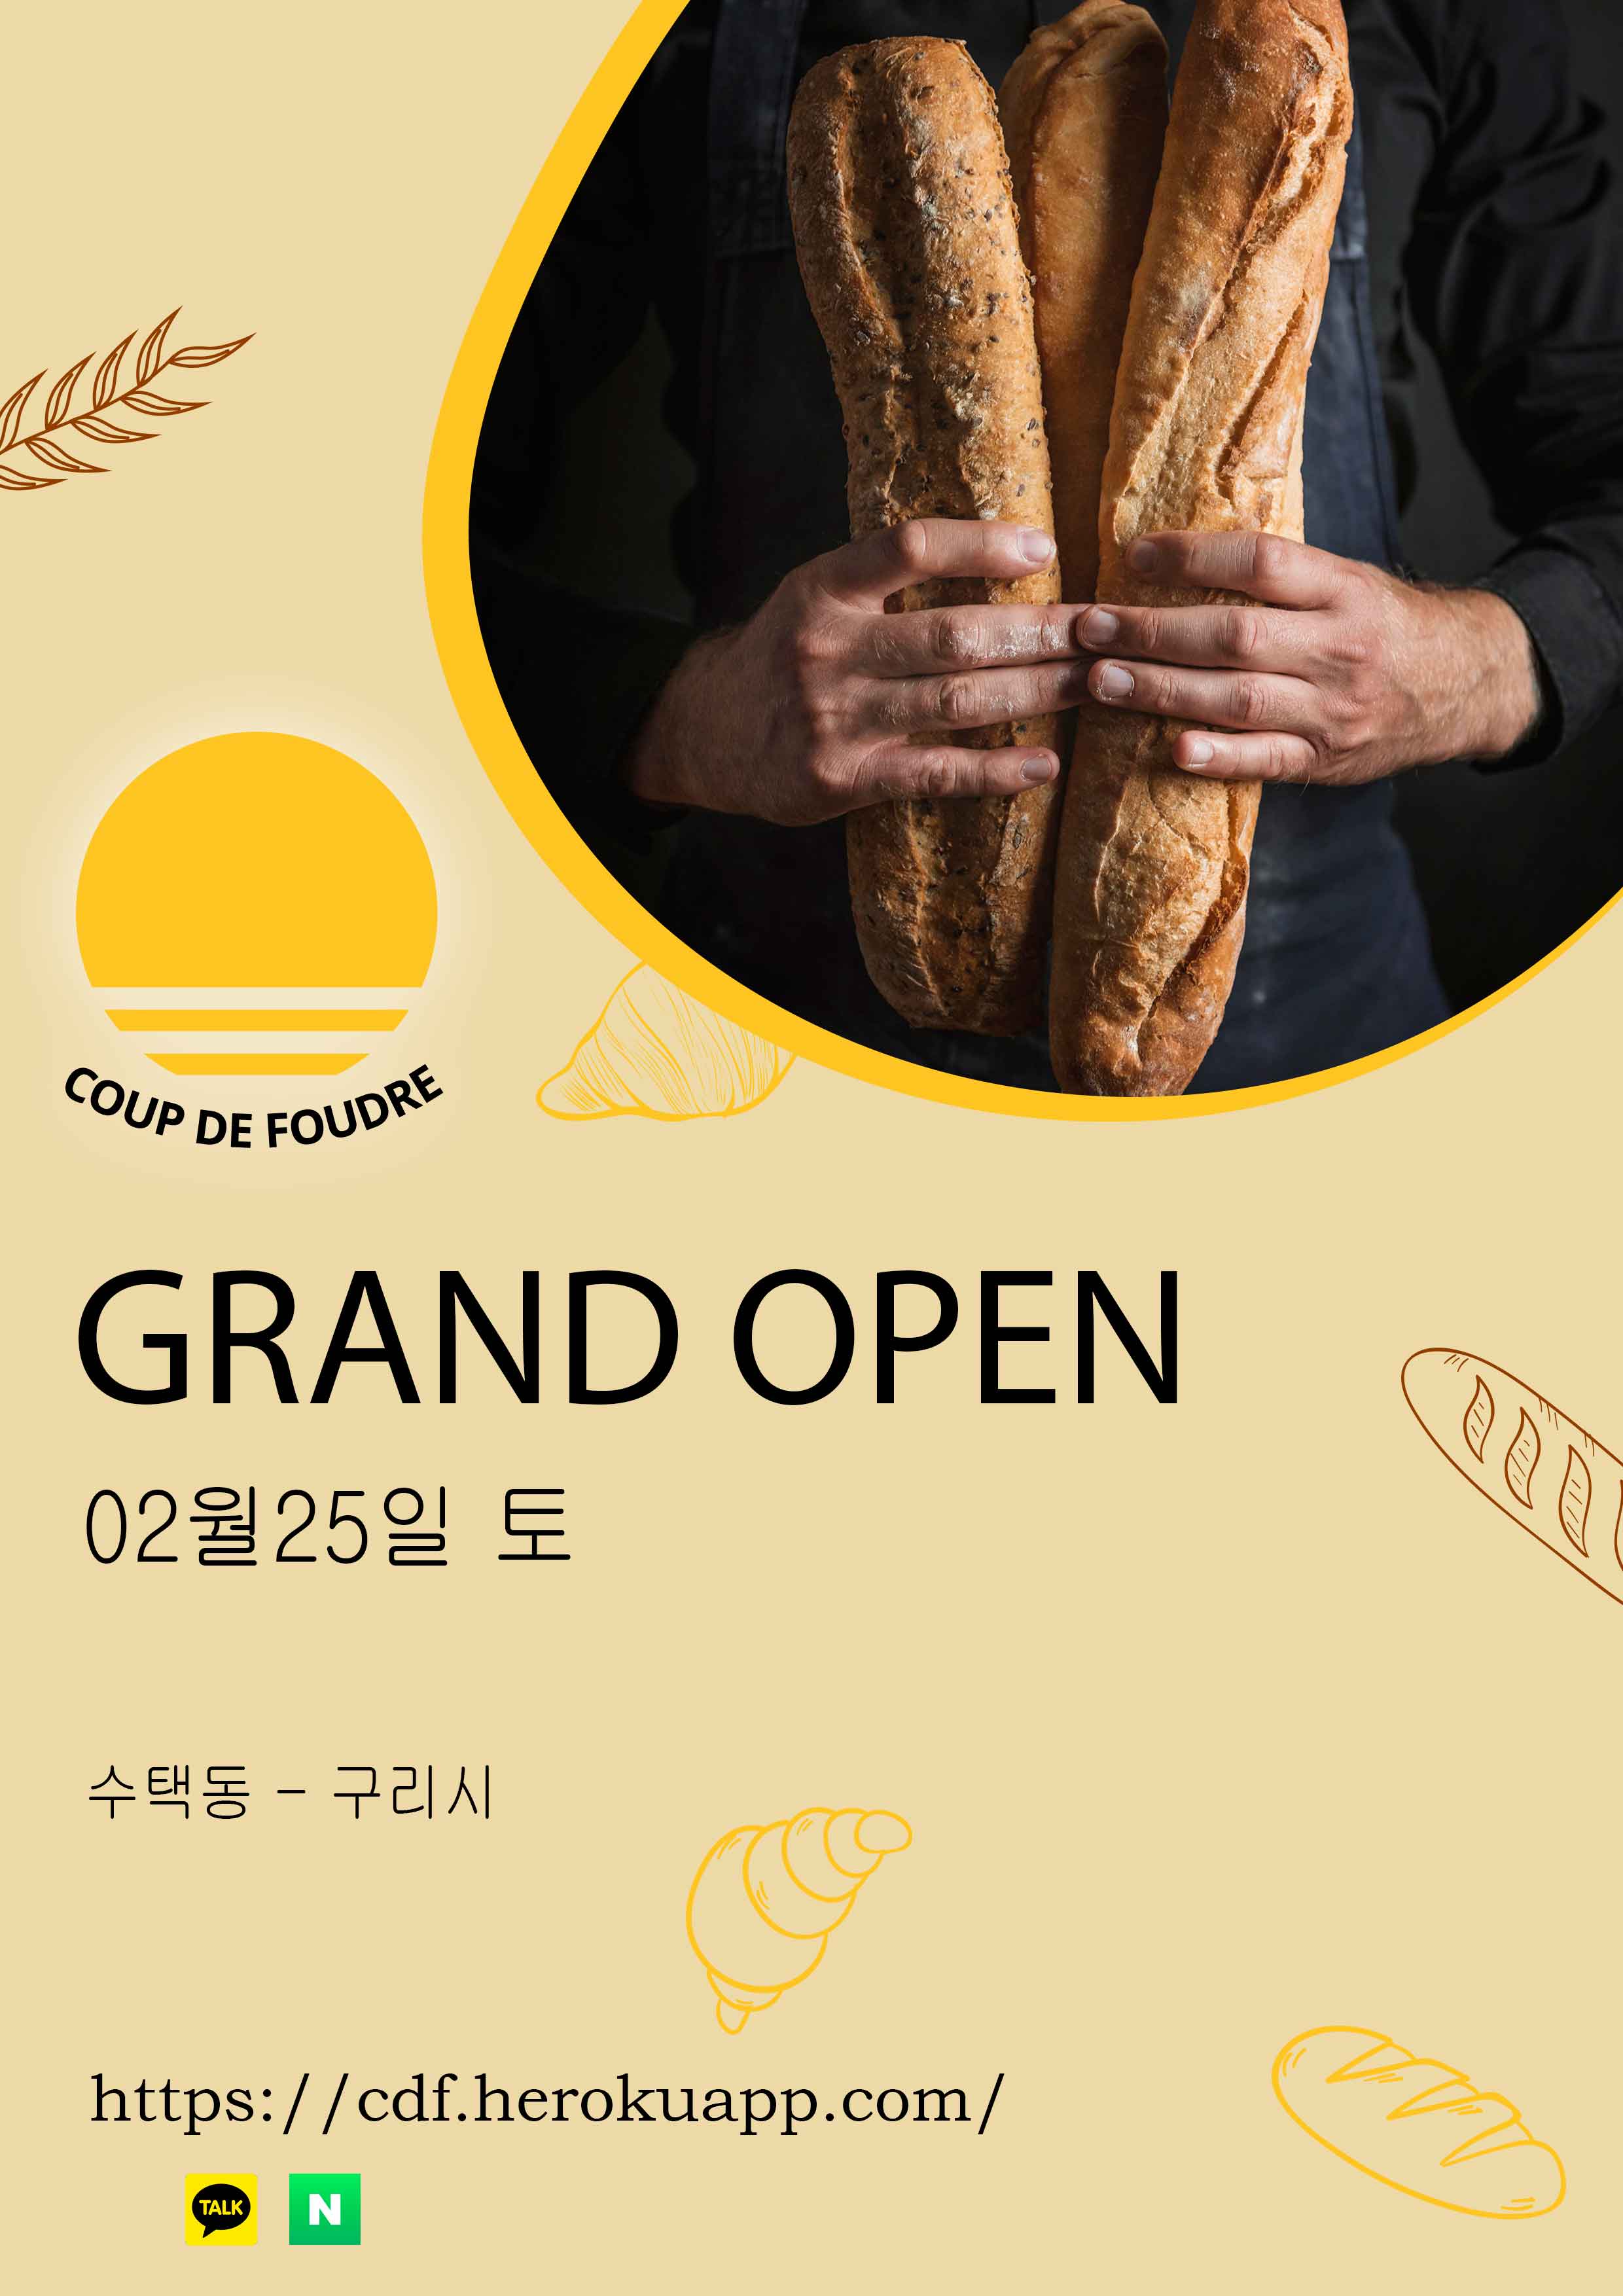 COUP DE FOUDRE
GRAND OPEN
02월25일 토
수택동 - 구리시
https://cdf.herokuapp.com/
TALK N